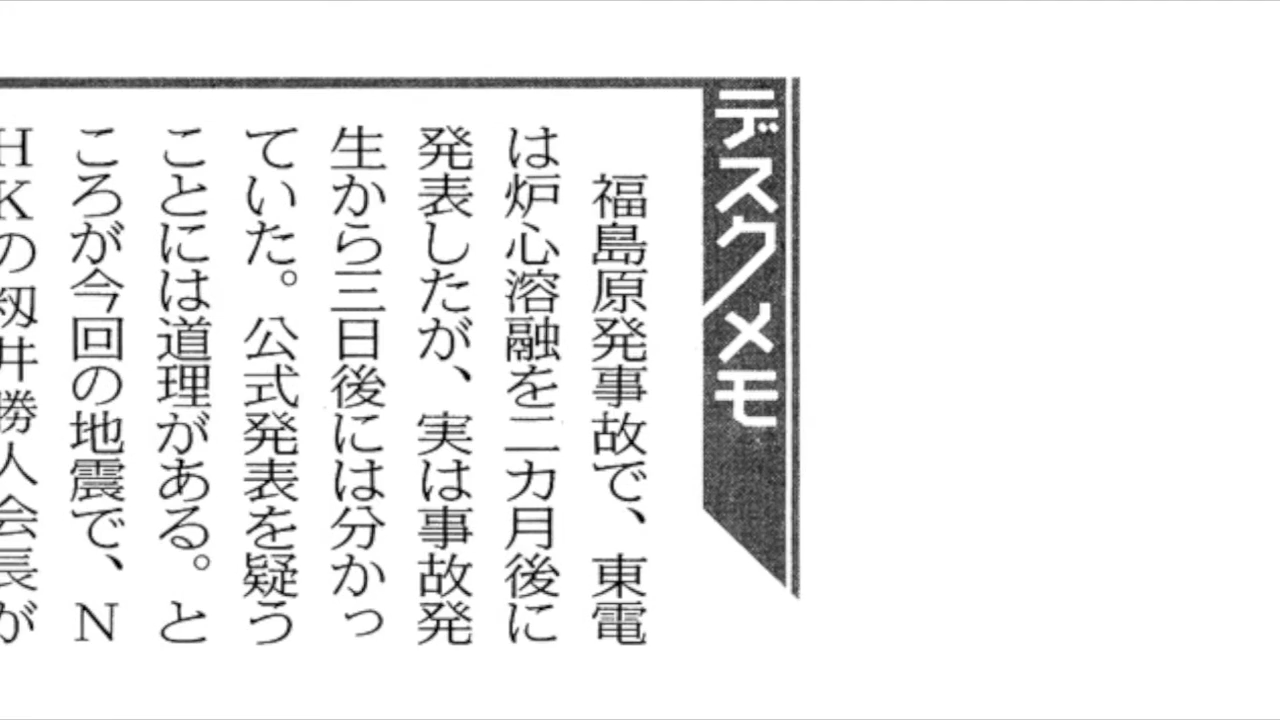 デスクメモ
福島原発事故で、東電
は炉心溶融を二カ月後に
発表したが、実は事故発
生から三日後には分かっ
ていた。公式発表を疑う
ことには道理がある。と
ころが今回の地震で、N
HKの籾井勝人会長が